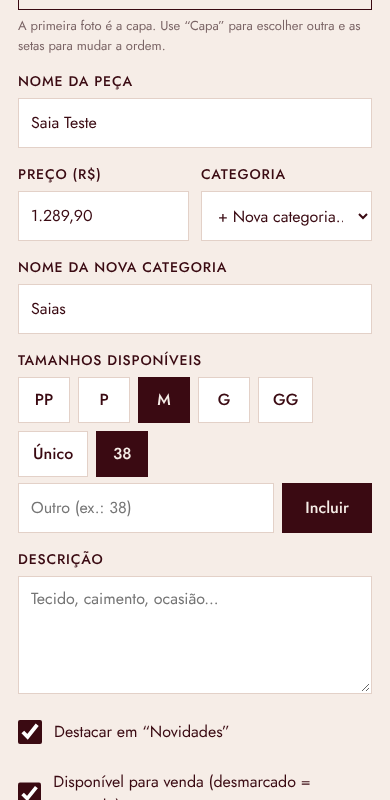 A primeira foto é a capa. Use “Capa” para escolher outra e as
setas para mudar a ordem.
NOME DA PEÇA
Saia Teste
PREÇO (R$)
CATEGORIA
1.289,90
+ Nova categoria..
NOME DA NOVA CATEGORIA
Saias
TAMANHOS DISPONÍVEIS
PP P M G GG
Único 38
Outro (ex.: 38)
Incluir
DESCRIÇÃO
Tecido, caimento, ocasião...
Destacar em “Novidades”
Disponível para venda (desmarcado =